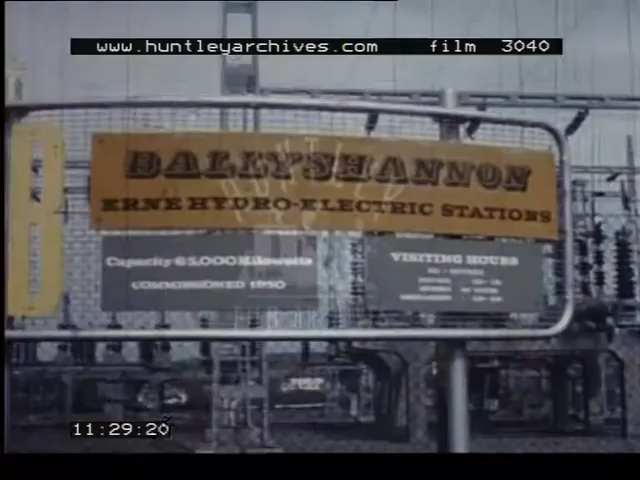 www.huntleyarchives.com film 3040
BALLYSHANNON
ERNE HYDRO-ELECTRIC STATIONS
Capacity 65,000 Kilowatts
COMMISSIONED 1950
VISITING HOURS
11:29:20